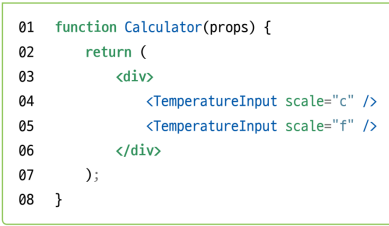 01 function Calculator(props) {
02     return (
03         <div>
04             <TemperatureInput scale="c" />
05             <TemperatureInput scale="f" />
06         </div>
07     );
08 }